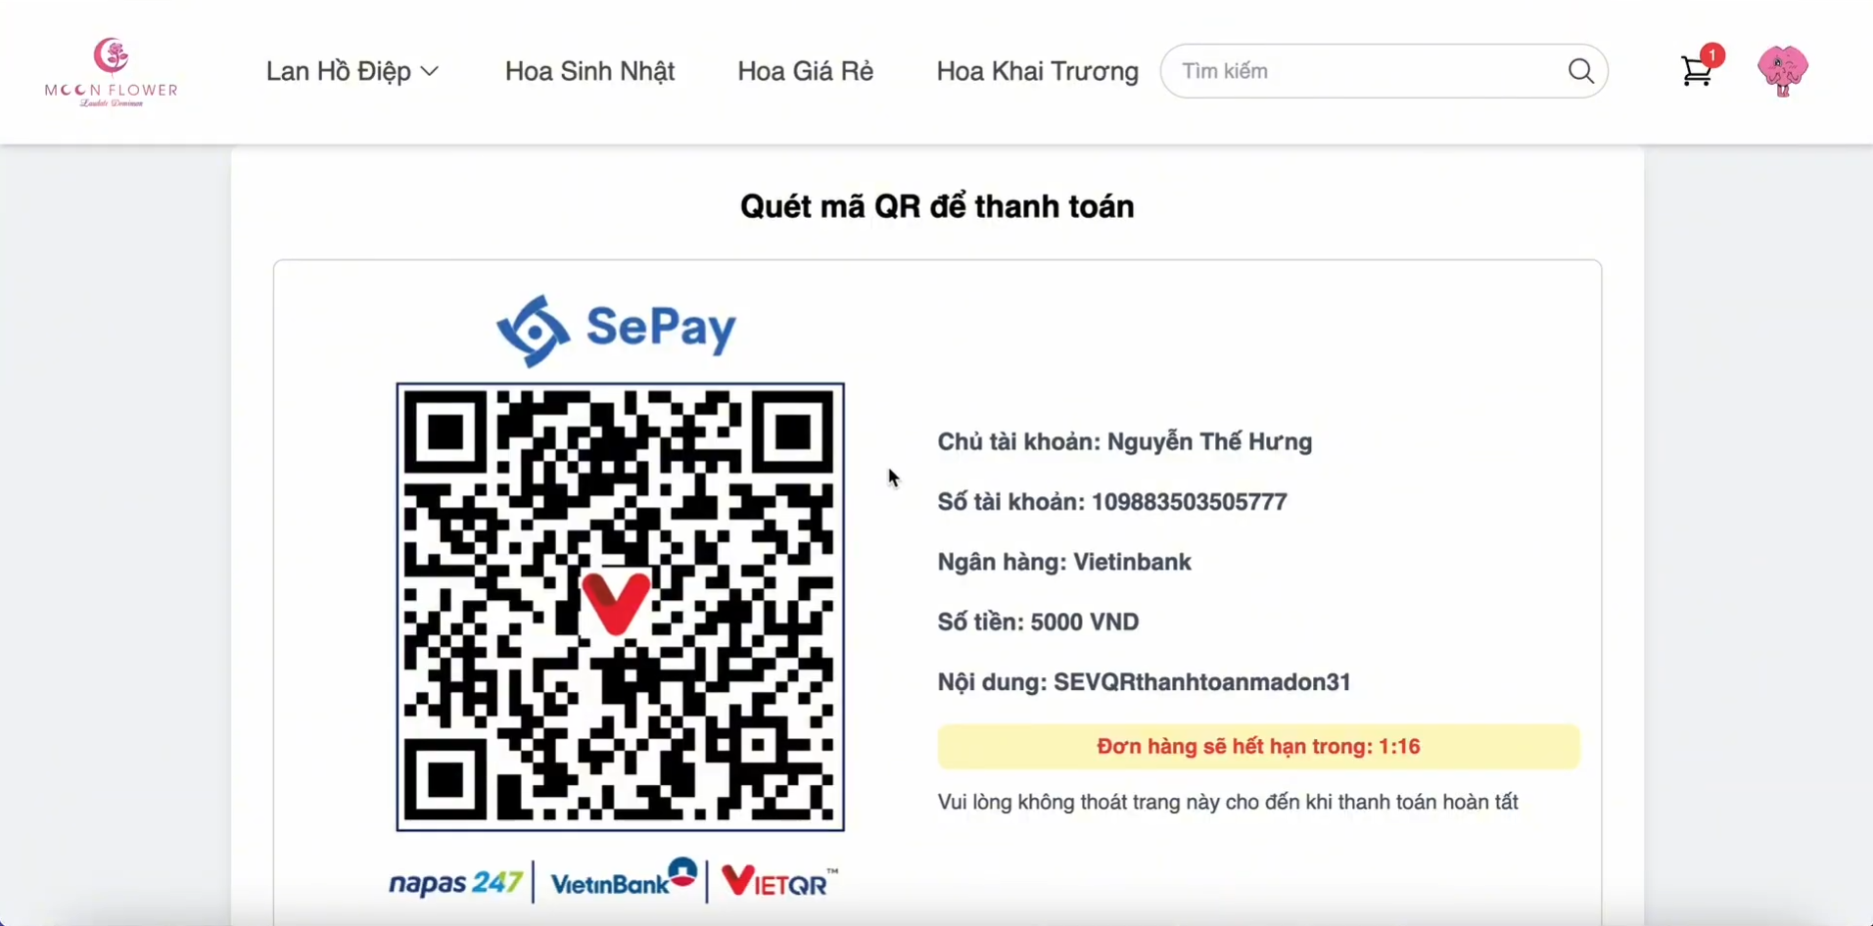 MOON FLOWER
Laudate Dominum
Lan Hồ Điệp
Hoa Sinh Nhật
Hoa Giá Rẻ
Hoa Khai Trương
Tìm kiếm
1
Quét mã QR để thanh toán
SePay
Chủ tài khoản: Nguyễn Thế Hưng
Số tài khoản: 109883503505777
Ngân hàng: Vietinbank
Số tiền: 5000 VND
Nội dung: SEVQRthanhtoanmadon31
Đơn hàng sẽ hết hạn trong: 1:16
Vui lòng không thoát trang này cho đến khi thanh toán hoàn tất
napas 247
VietinBank
VIETQR™